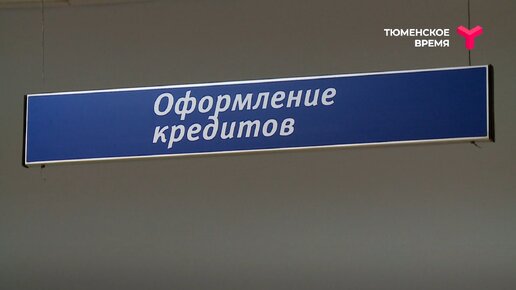 ТЮМЕНСКОЕ
ВРЕМЯ
Оформление
кредитов